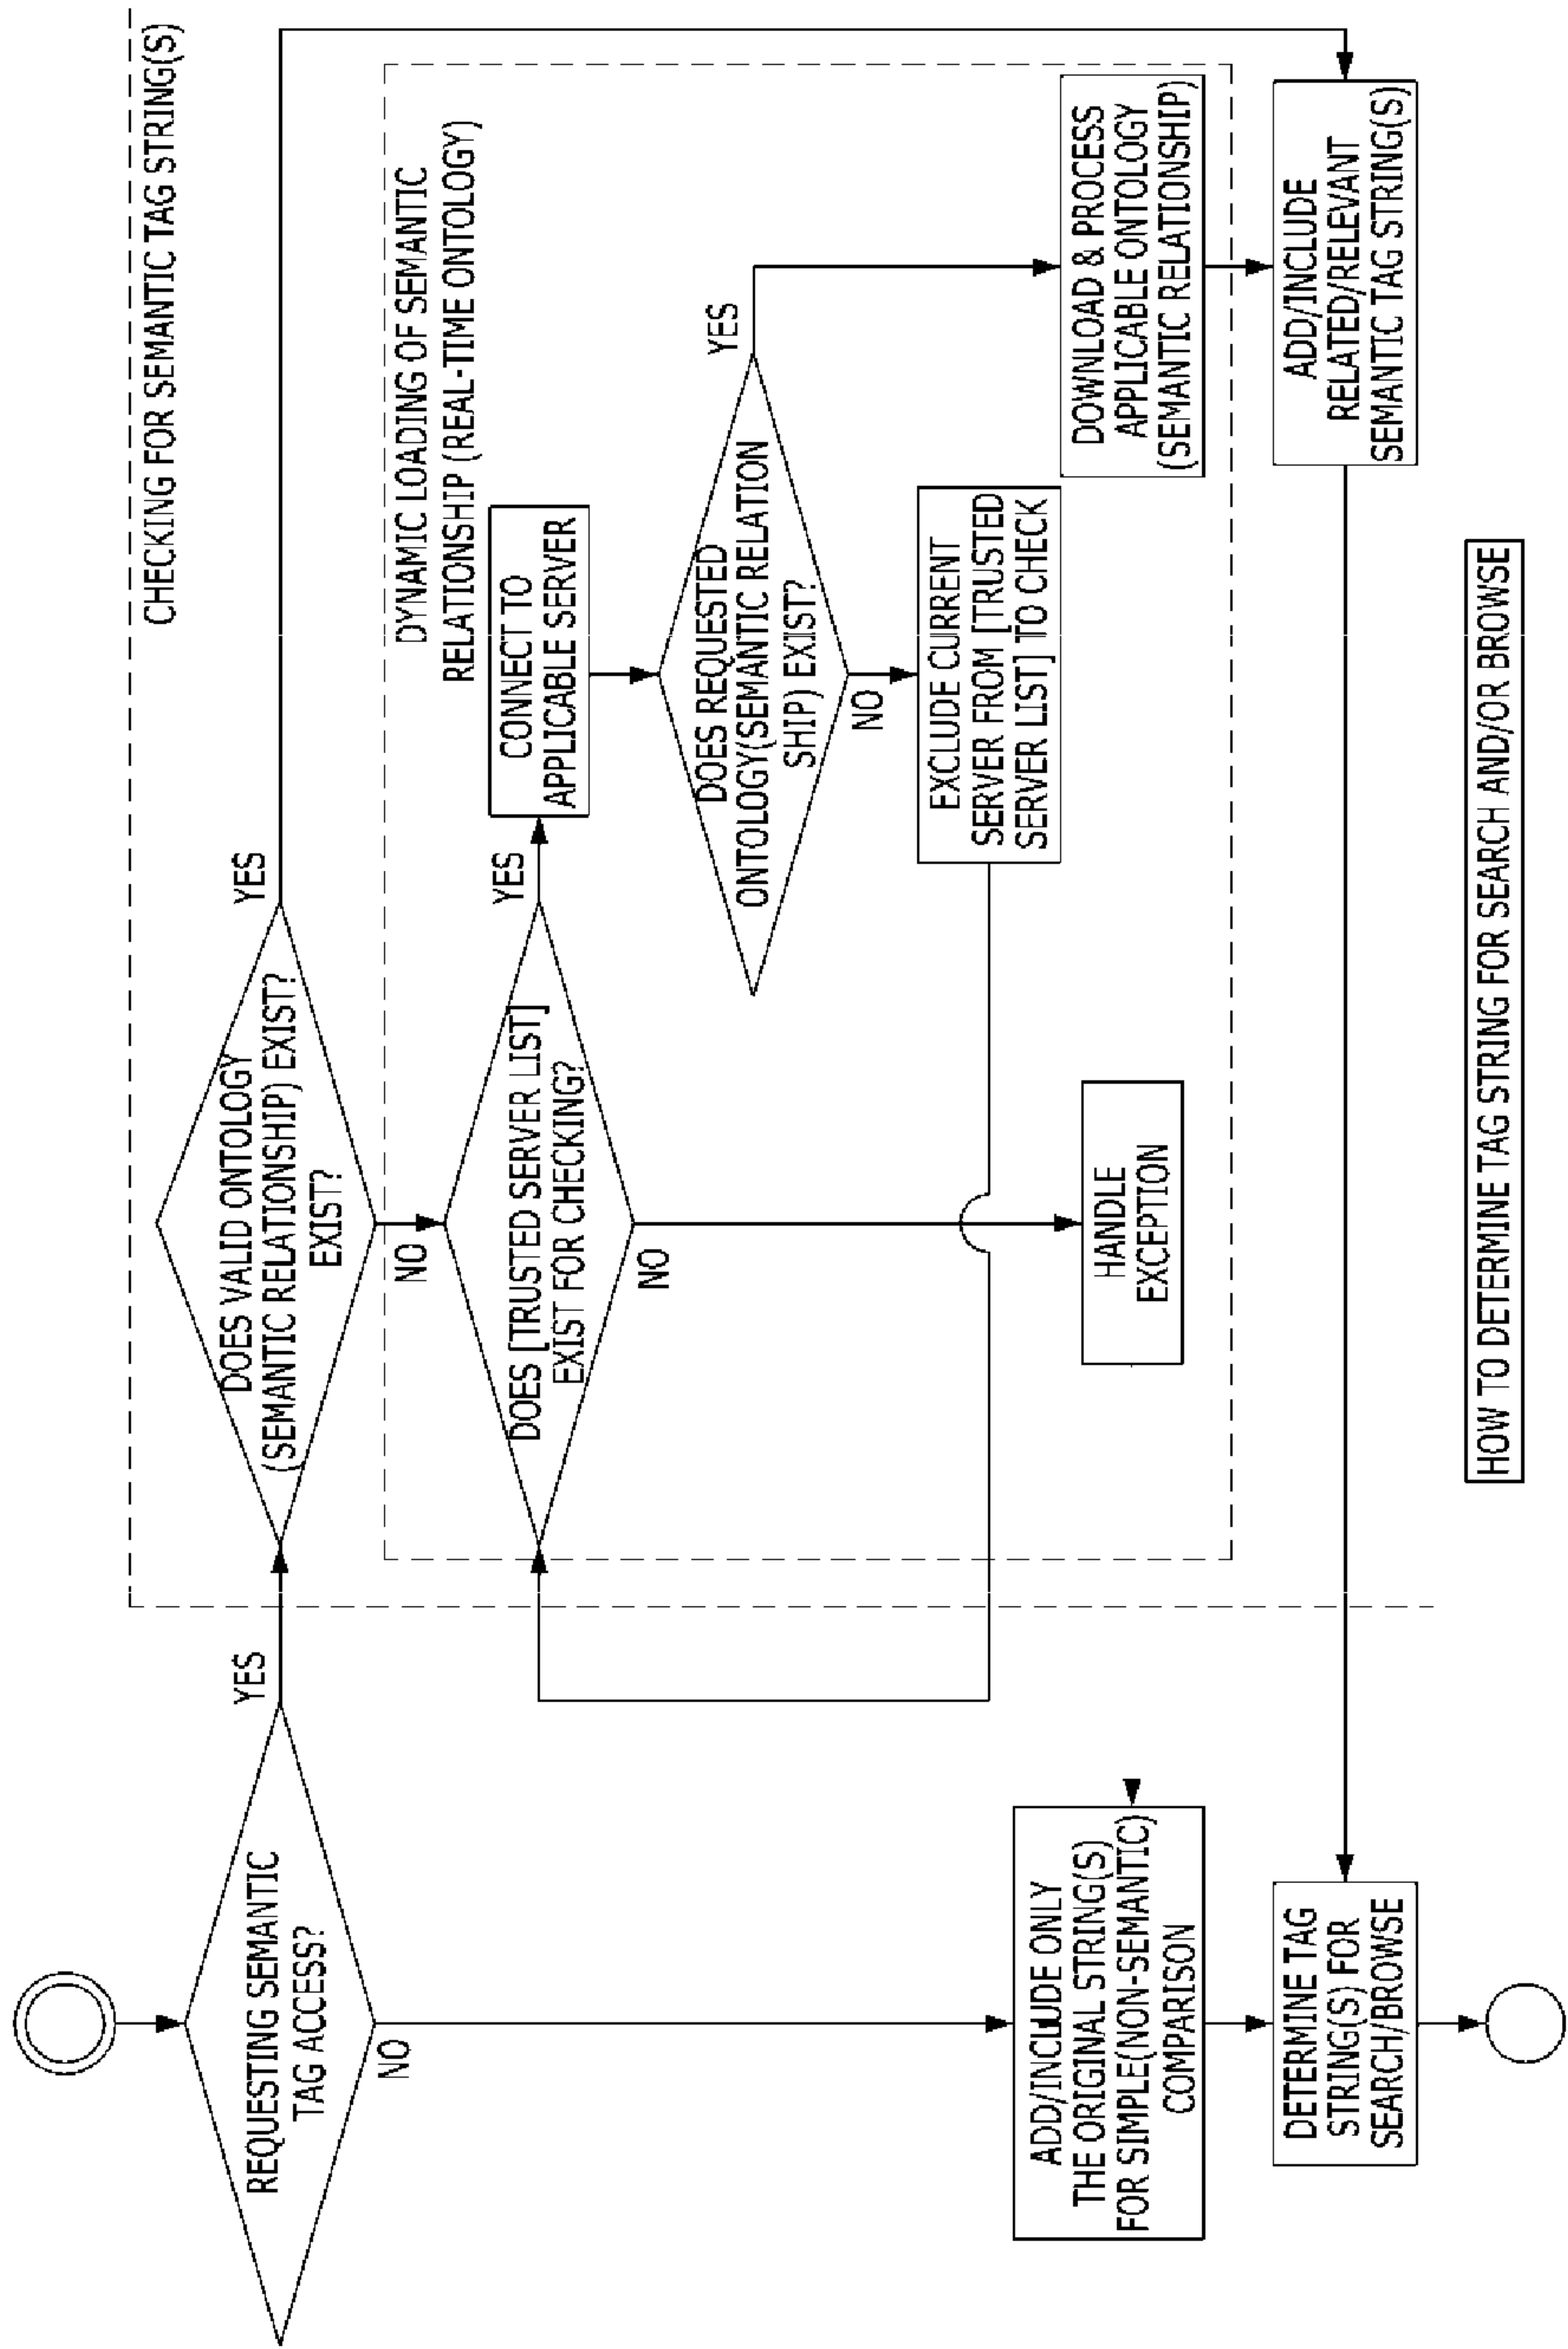 REQUESTING SEMANTIC
TAG ACCESS?
YES
NO
CHECKING FOR SEMANTIC TAG STRING(S)
DOES VALID ONTOLOGY
(SEMANTIC RELATIONSHIP) EXIST?
EXIST?
YES
NO
DYNAMIC LOADING OF SEMANTIC
RELATIONSHIP (REAL-TIME ONTOLOGY)
DOES [TRUSTED SERVER LIST]
EXIST FOR CHECKING?
YES
NO
CONNECT TO
APPLICABLE SERVER
DOES REQUESTED
ONTOLOGY(SEMANTIC RELATION
SHIP) EXIST?
YES
NO
EXCLUDE CURRENT
SERVER FROM [TRUSTED
SERVER LIST] TO CHECK
DOWNLOAD & PROCESS
APPLICABLE ONTOLOGY
(SEMANTIC RELATIONSHIP)
HANDLE
EXCEPTION
ADD/INCLUDE ONLY
THE ORIGINAL STRING(S)
FOR SIMPLE(NON-SEMANTIC)
COMPARISON
ADD/INCLUDE
RELATED/RELEVANT
SEMANTIC TAG STRING(S)
DETERMINE TAG
STRING(S) FOR
SEARCH/BROWSE
HOW TO DETERMINE TAG STRING FOR SEARCH AND/OR BROWSE